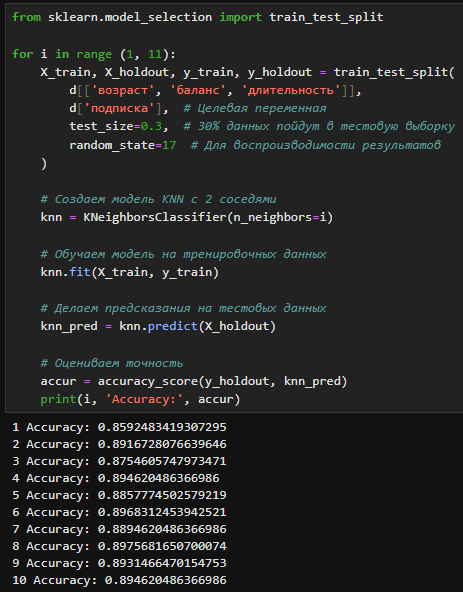 from sklearn.model_selection import train_test_split
for i in range (1, 11):
X_train, X_holdout, y_train, y_holdout = train_test_split(
d[['возраст', 'баланс', 'длительность']],
d['подписка'], # Целевая переменная
test_size=0.3, # 30% данных пойдут в тестовую выборку
random_state=17 # Для воспроизводимости результатов
)
# Создаем модель KNN с 2 соседями
knn = KNeighborsClassifier(n_neighbors=i)
# Обучаем модель на тренировочных данных
knn.fit(X_train, y_train)
# Делаем предсказания на тестовых данных
knn_pred = knn.predict(X_holdout)
# Оцениваем точность
accur = accuracy_score(y_holdout, knn_pred)
print(i, 'Accuracy:', accur)
1 Accuracy: 0.8592483419307295
2 Accuracy: 0.8916728076639646
3 Accuracy: 0.8754605747973471
4 Accuracy: 0.894620486366986
5 Accuracy: 0.8857774502579219
6 Accuracy: 0.8968312453942521
7 Accuracy: 0.8894620486366986
8 Accuracy: 0.8975681650700074
9 Accuracy: 0.8931466470154753
10 Accuracy: 0.894620486366986